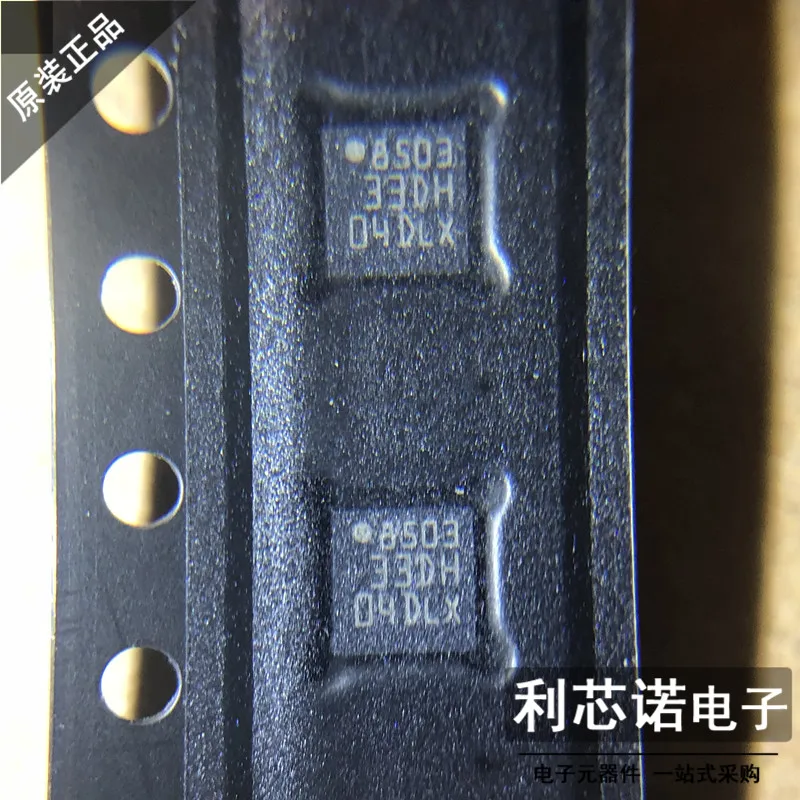 原装正品
8503
33DH
04DLX
8503
33DH
04DLX
利芯诺电子
电子元器件 一站式采购